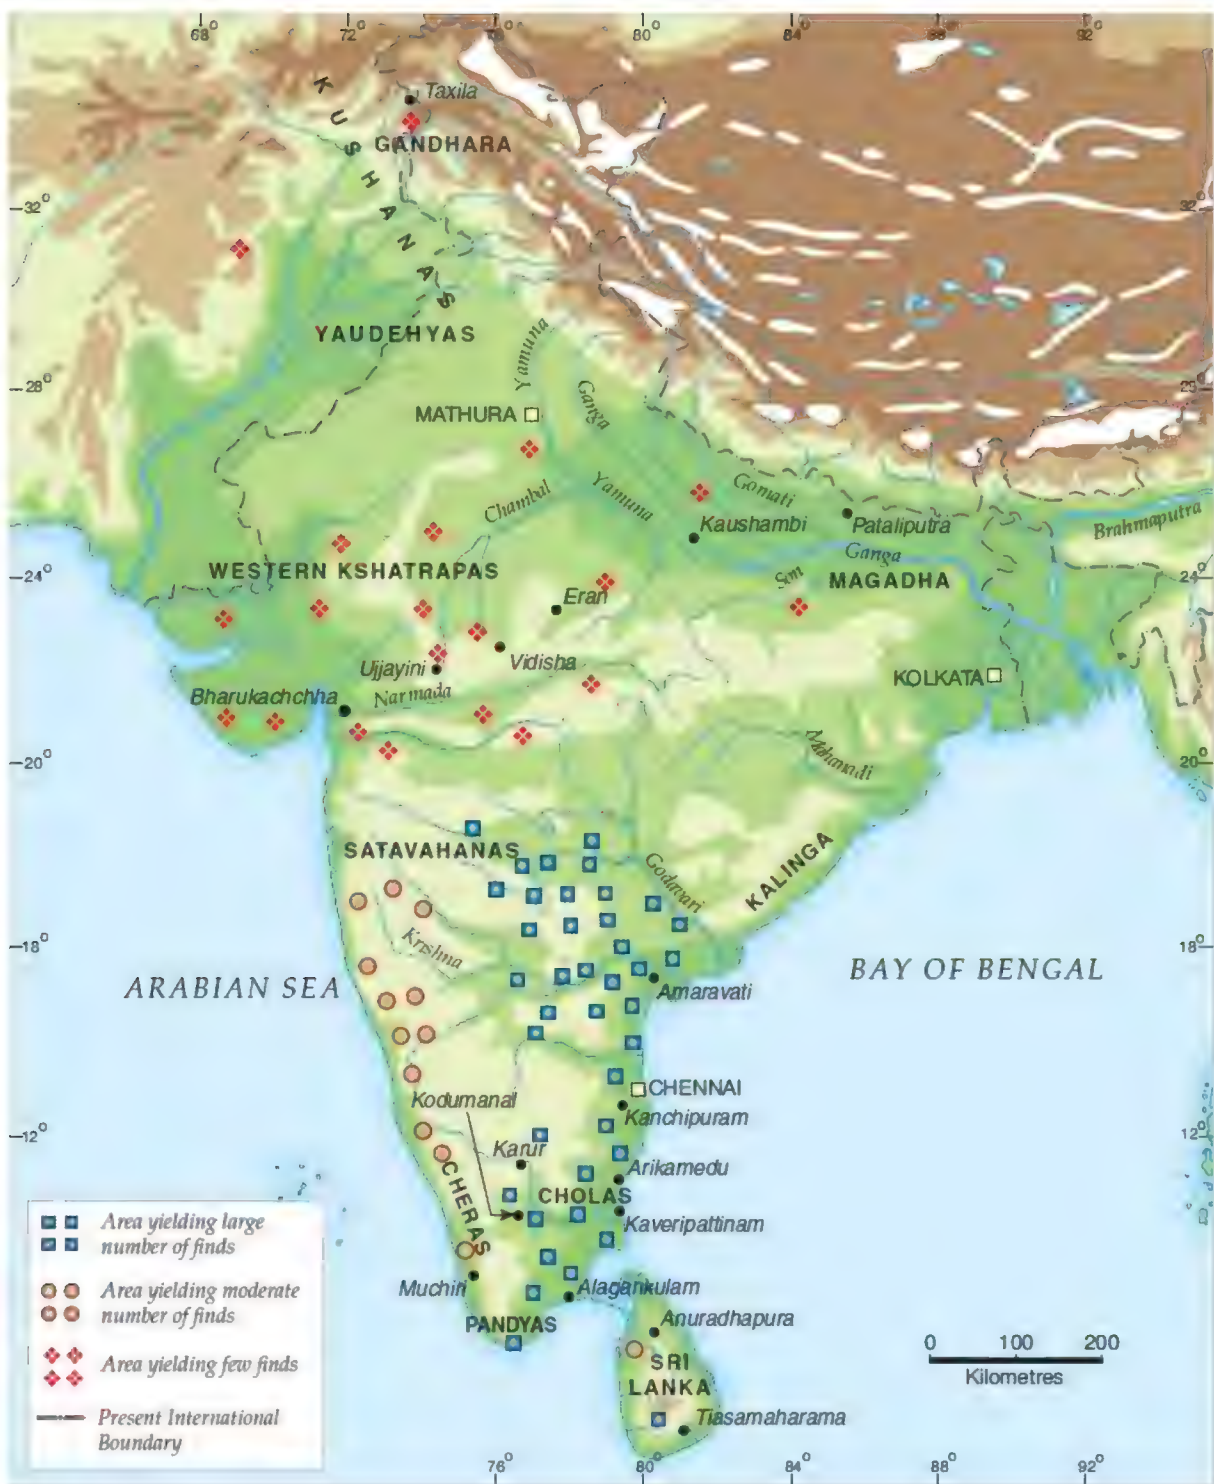 68° 72° 76° 80 84° 88° 92°
Taxila
KUSHANAS
GANDHARA
32° 32°
YAUDEHYAS
Yamuna
28° 28°
Ganga
MATHURA
Chambal
Yamuna
Gomati
Kaushambi
Pataliputra
Brahmaputra
Ganga
WESTERN KSHATRAPAS
24° 24°
Son
MAGADHA
Eran
Vidisha
Ujjayini
KOLKATA
Bharukachchha
Narmada
Mahanadi
20° 20°
SATAVAHANAS
KALINGA
Godavari
Krishna
18° 18°
ARABIAN SEA
BAY OF BENGAL
Amaravati
CHENNAI
Kodumanal
Kanchipuram
12° 12°
Karur
Arikamedu
CHERAS
CHOLAS
Kaveripattinam
Muchiri
Alagankulam
PANDYAS
Anuradhapura
SRI
LANKA
Tiasamaharama
Area yielding large
number of finds
Area yielding moderate
number of finds
Area yielding few finds
Present International
Boundary
0 100 200
Kilometres
76° 80° 84° 88° 92°